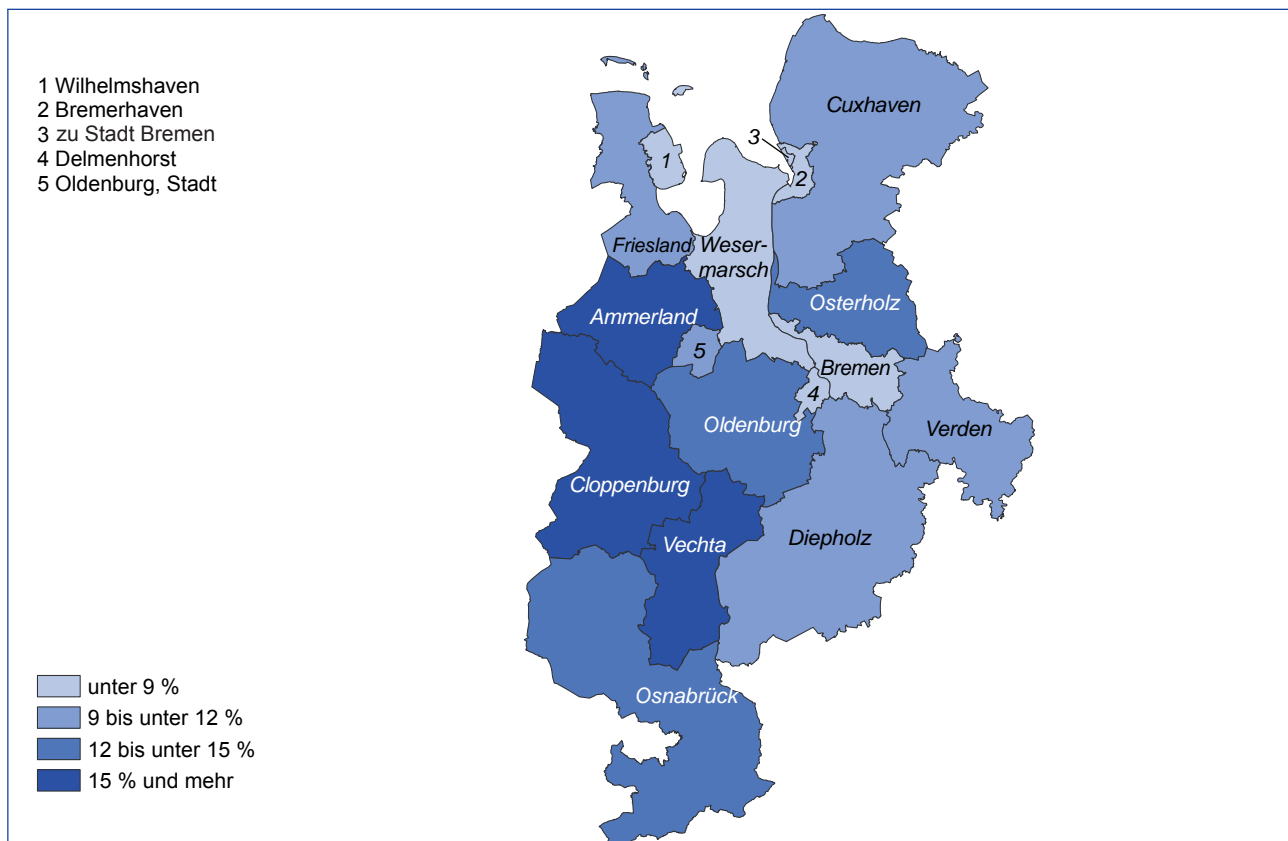 1 Wilhelmshaven
2 Bremerhaven
3 zu Stadt Bremen
4 Delmenhorst
5 Oldenburg, Stadt
Cuxhaven
3
1
2
Friesland
Weser-
marsch
Osterholz
Ammerland
5
Bremen
4
Oldenburg
Verden
Cloppenburg
Vechta
Diepholz
Osnabrück
unter 9 %
9 bis unter 12 %
12 bis unter 15 %
15 % und mehr